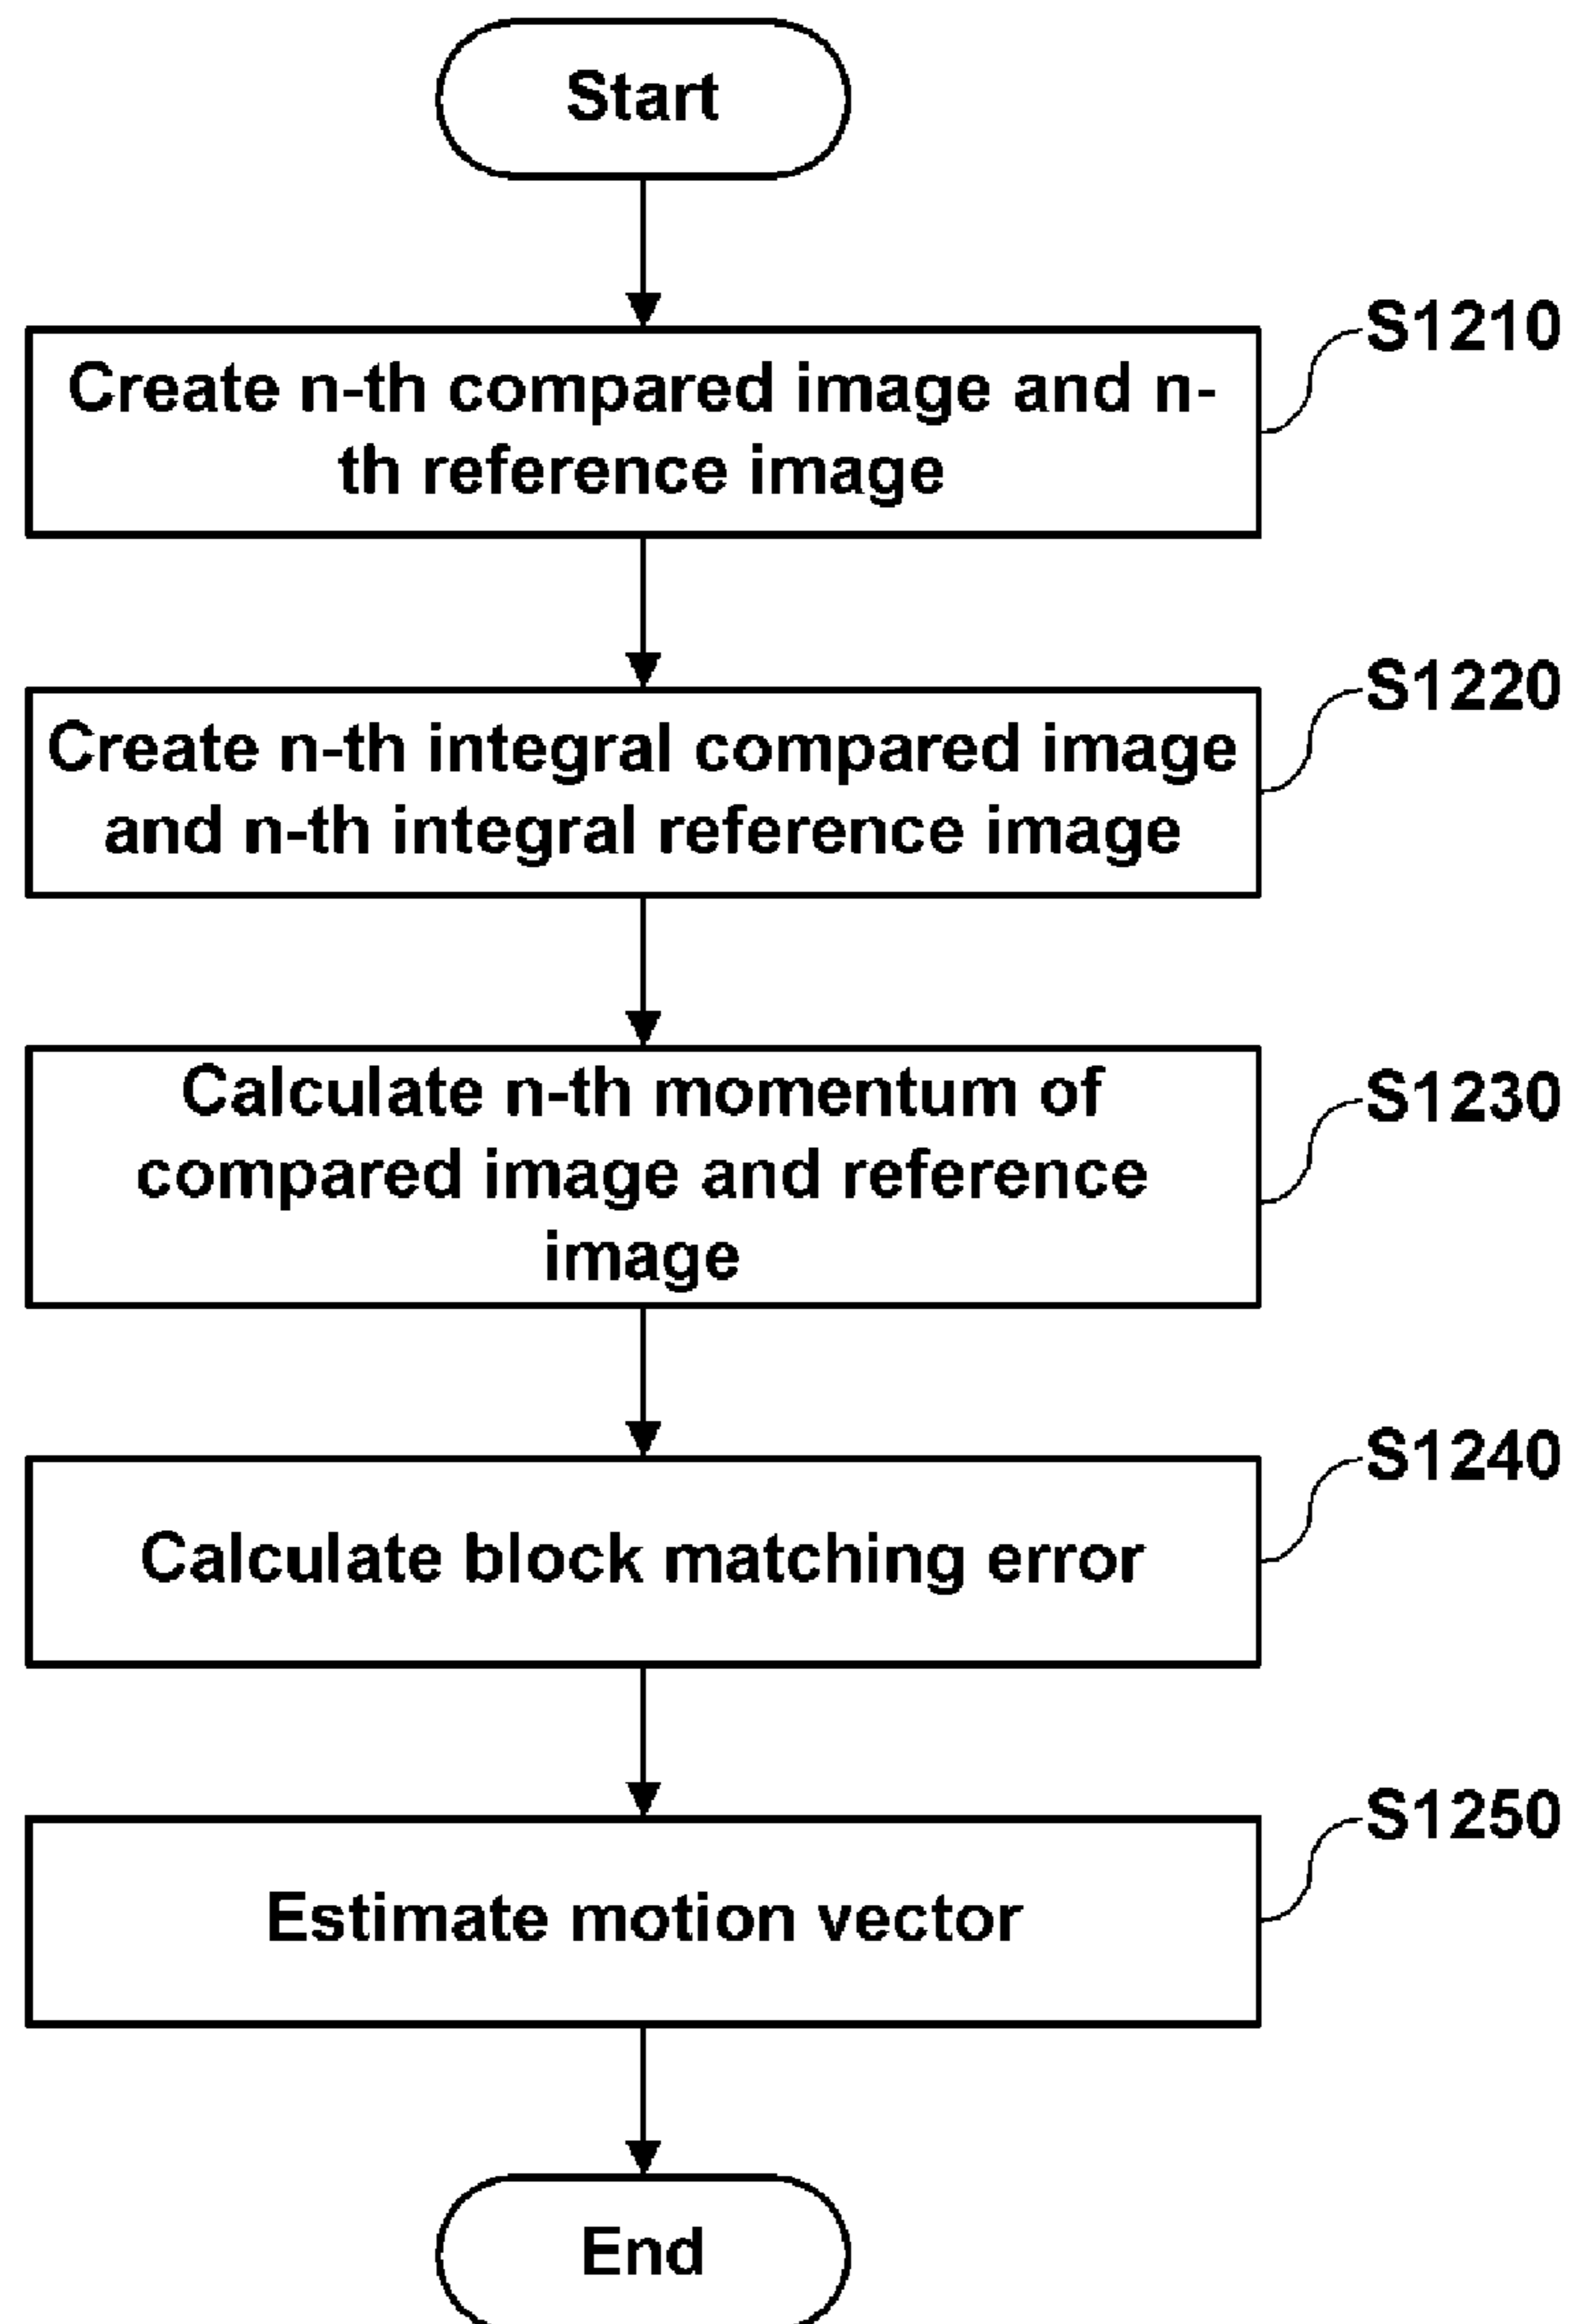 Start
S1210
Create n-th compared image and n-
th reference image
S1220
Create n-th integral compared image
and n-th integral reference image
S1230
Calculate n-th momentum of
compared image and reference
image
S1240
Calculate block matching error
S1250
Estimate motion vector
End